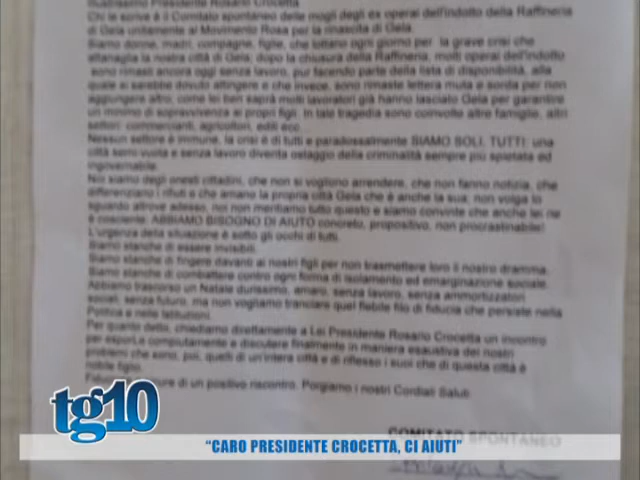 Illustrissimo Presidente Rosario Crocetta
Chi le scrive è il Comitato spontaneo delle mogli degli ex operai dell'indotto della Raffineria
di Gela unitamente al Movimento Rosa per la rinascita di Gela.
Siamo donne, madri, compagne, figlie, che lottano ogni giorno per la grave crisi che
attanaglia la nostra città di Gela; dopo la chiusura della Raffineria, molti operai dell'indotto
sono rimasti ancora oggi senza lavoro, pur facendo parte della lista di disponibilità, alla
quale si sarebbe dovuto attingere e che invece, sono rimaste lettera muta e sorda per non
aggiungere altro, come lei ben saprà molti lavoratori già hanno lasciato Gela per garantire
un minimo di sopravvivenza ai propri figli. In tale tragedia sono coinvolte altre famiglie, altri
settori: commercianti, agricoltori, edili ecc.
Nessun settore è immune, la crisi è di tutti e paradossalmente SIAMO SOLI, TUTTI: una
città semi vuota e senza lavoro diventa ostaggio della criminalità sempre più spietata ed
ingovernabile.
Noi siamo degli onesti cittadini, che non si vogliono arrendere, che non fanno notizia, che
differenziano i rifiuti e che amano la propria città Gela che è anche la sua; non volga lo
sguardo altrove adesso, noi non meritiamo tutto questo e siamo convinte che anche lei ne
è cosciente: ABBIAMO BISOGNO DI AIUTO concreto, propositivo, non procrastinabile!
L'urgenza della situazione è sotto gli occhi di tutti.
Siamo stanche di essere invisibili.
Siamo stanche di fingere davanti ai nostri figli per non trasmettere loro il nostro dramma.
Siamo stanche di combattere contro ogni forma di isolamento ed emarginazione sociale.
Abbiamo trascorso un Natale durissimo, amaro, senza lavoro, senza ammortizzatori
sociali, senza futuro, ma non vogliamo tranciare quel flebile filo di fiducia che persiste nella
Politica e nelle Istituzioni.
Per quanto detto, chiediamo direttamente a Lei Presidente Rosario Crocetta un incontro
per esporLe compiutamente e discutere finalmente in maniera esaustiva dei nostri
problemi che sono, poi, quelli di un'intera città e di riflesso i suoi che di questa città è
nobile figlio.
di un positivo riscontro. Porgiamo i nostri Cordiali Saluti.
COMITATO SPONTANEO
tg10
"CARO PRESIDENTE CROCETTA, CI AIUTI"